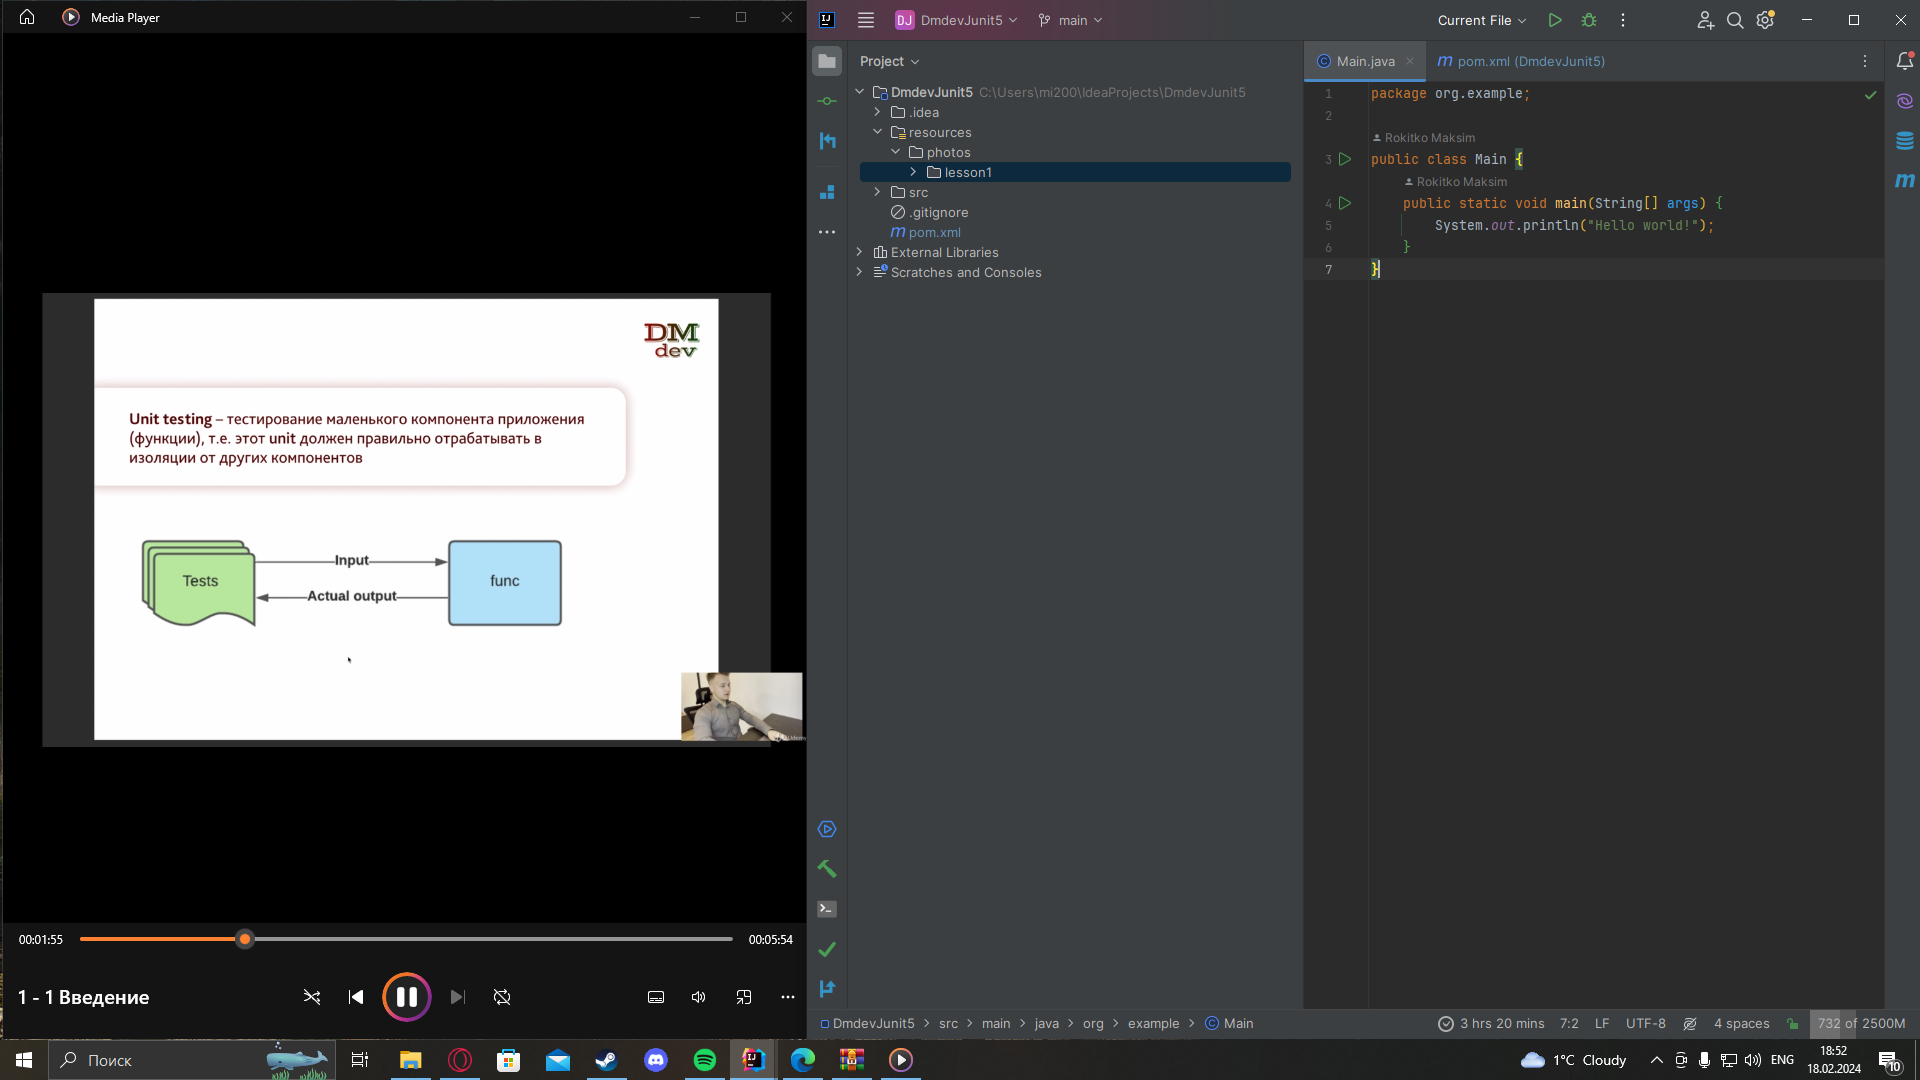 Media Player
DM
dev
Unit testing – тестирование маленького компонента приложения
(функции), т.е. этот unit должен правильно отрабатывать в
изоляции от других компонентов
Tests
Input
Actual output
func
00:01:55
00:05:54
1 - 1 Введение
DJ
DmdevJunit5
main
Current File
Project
DmdevJunit5 C:\Users\mi200\IdeaProjects\DmdevJunit5
.idea
resources
photos
lesson1
src
.gitignore
pom.xml
External Libraries
Scratches and Consoles
Main.java
pom.xml (DmdevJunit5)
1 package org.example;
2
Rokitko Maksim
3 public class Main {
Rokitko Maksim
4 public static void main(String[] args) {
5 System.out.println("Hello world!");
6 }
7 }
DmdevJunit5 > src > main > java > org > example > Main
3 hrs 20 mins
7:2
LF
UTF-8
4 spaces
732 of 2500M
Поиск
1°C Cloudy
ENG
18:52
18.02.2024
10